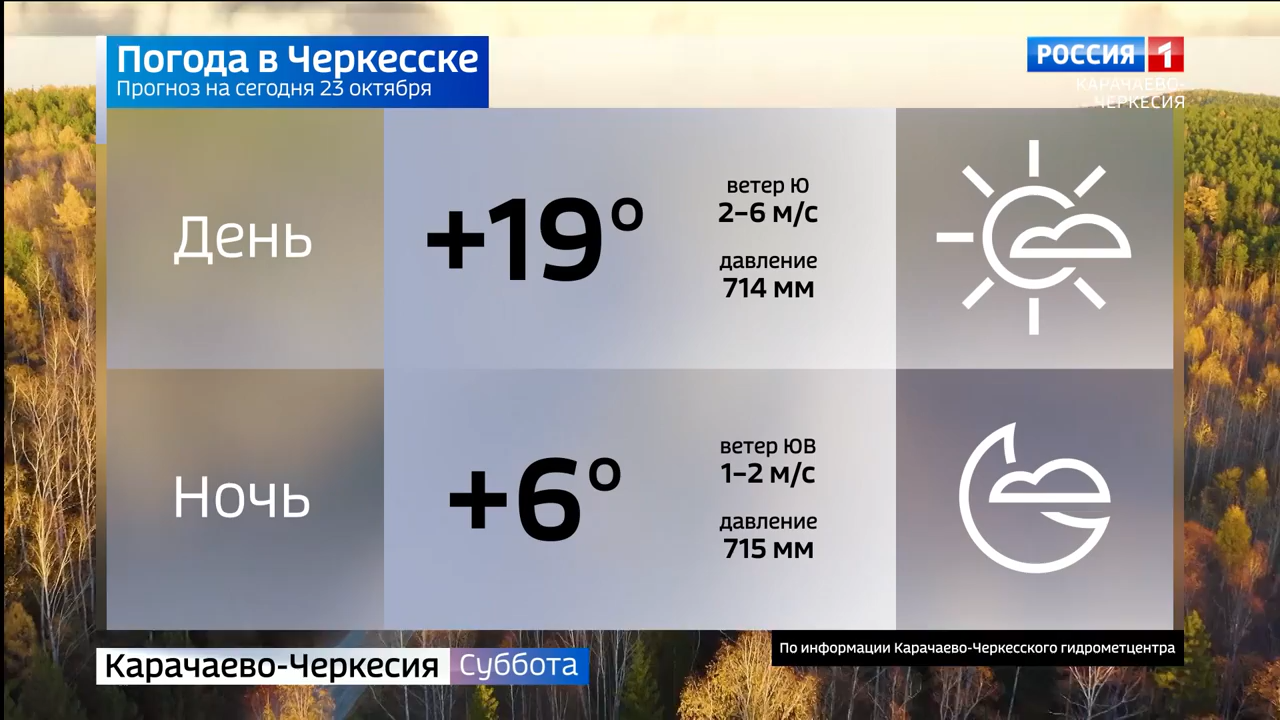 Погода в Черкесске
Прогноз на сегодня 23 октября
РОССИЯ 1
КАРАЧАЕВО-
ЧЕРКЕСИЯ
День
+19°
ветер Ю
2–6 м/с
давление
714 мм
Ночь
+6°
ветер ЮВ
1–2 м/с
давление
715 мм
По информации Карачаево-Черкесского гидрометцентра
Карачаево-Черкесия Суббота